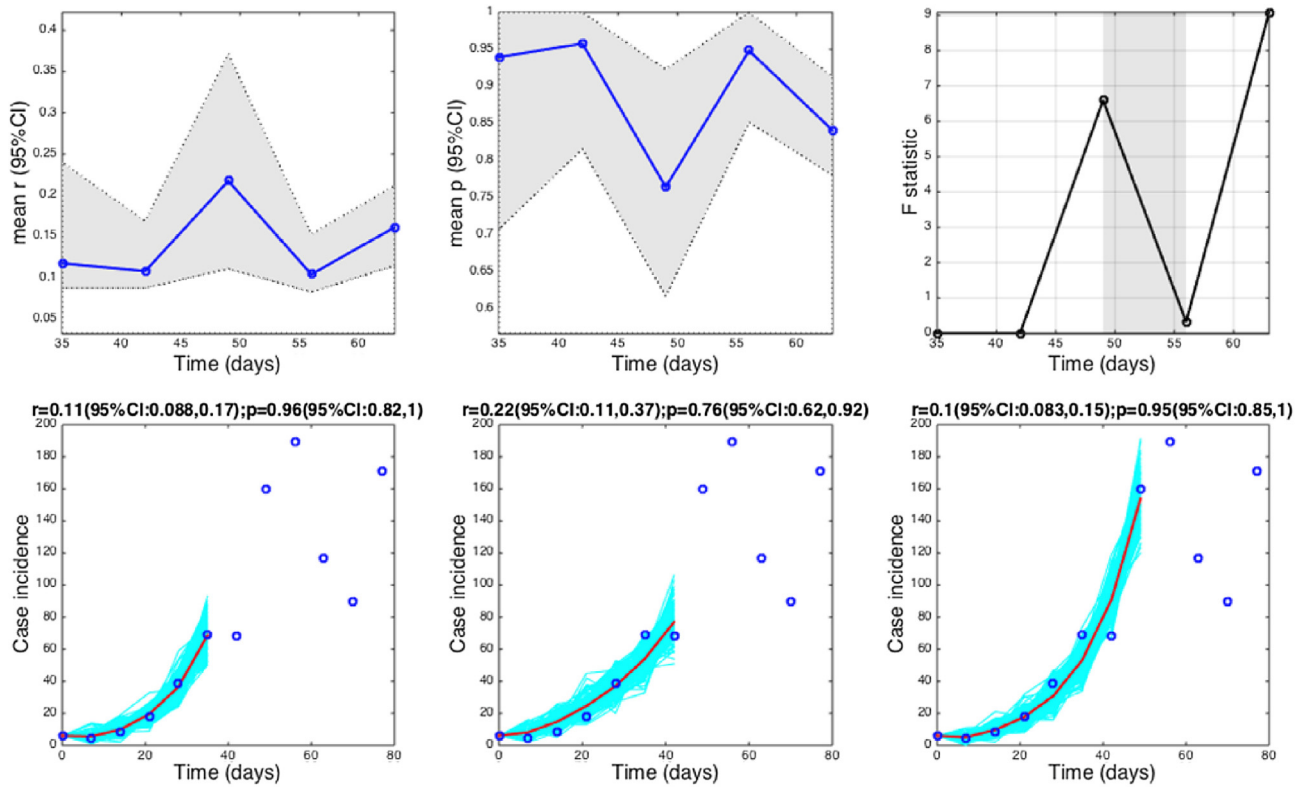 0.4
0.35
0.3
0.25
0.2
0.15
0.1
0.05
mean r (95%CI)
35 40 45 50 55 60
Time (days)
1
0.95
0.9
0.85
0.8
0.75
0.7
0.65
0.6
mean p (95%CI)
35 40 45 50 55 60
Time (days)
9
8
7
6
5
4
3
2
1
0
F statistic
35 40 45 50 55 60
Time (days)
r=0.11(95%CI:0.088,0.17);p=0.96(95%CI:0.82,1)
200
180
160
140
120
100
80
60
40
20
0
Case incidence
0 20 40 60 80
Time (days)
r=0.22(95%CI:0.11,0.37);p=0.76(95%CI:0.62,0.92)
200
180
160
140
120
100
80
60
40
20
0
Case incidence
0 20 40 60 80
Time (days)
r=0.1(95%CI:0.083,0.15);p=0.95(95%CI:0.85,1)
200
180
160
140
120
100
80
60
40
20
0
Case incidence
0 20 40 60 80
Time (days)